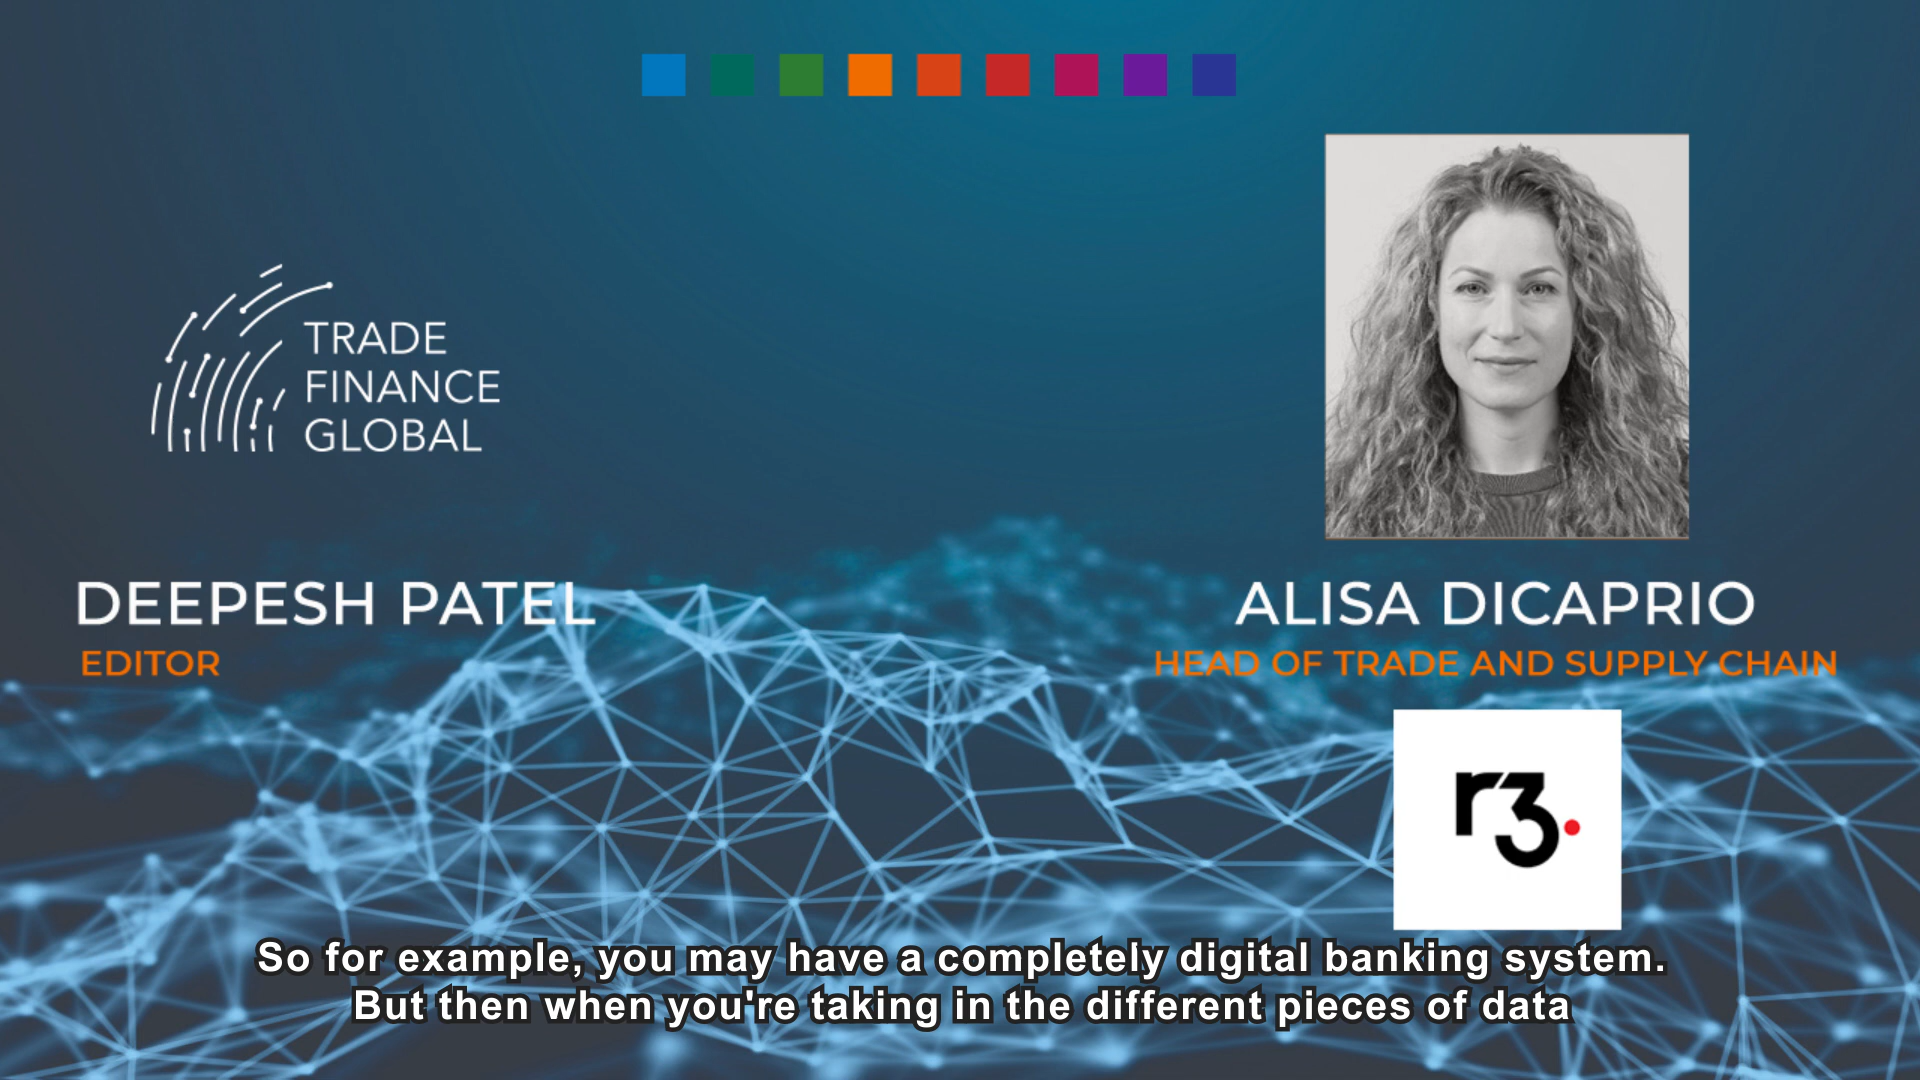 TRADE
FINANCE
GLOBAL
DEEPESH PATEL
EDITOR
ALISA DICAPRIO
HEAD OF TRADE AND SUPPLY CHAIN
r3.
So for example, you may have a completely digital banking system.
But then when you're taking in the different pieces of data